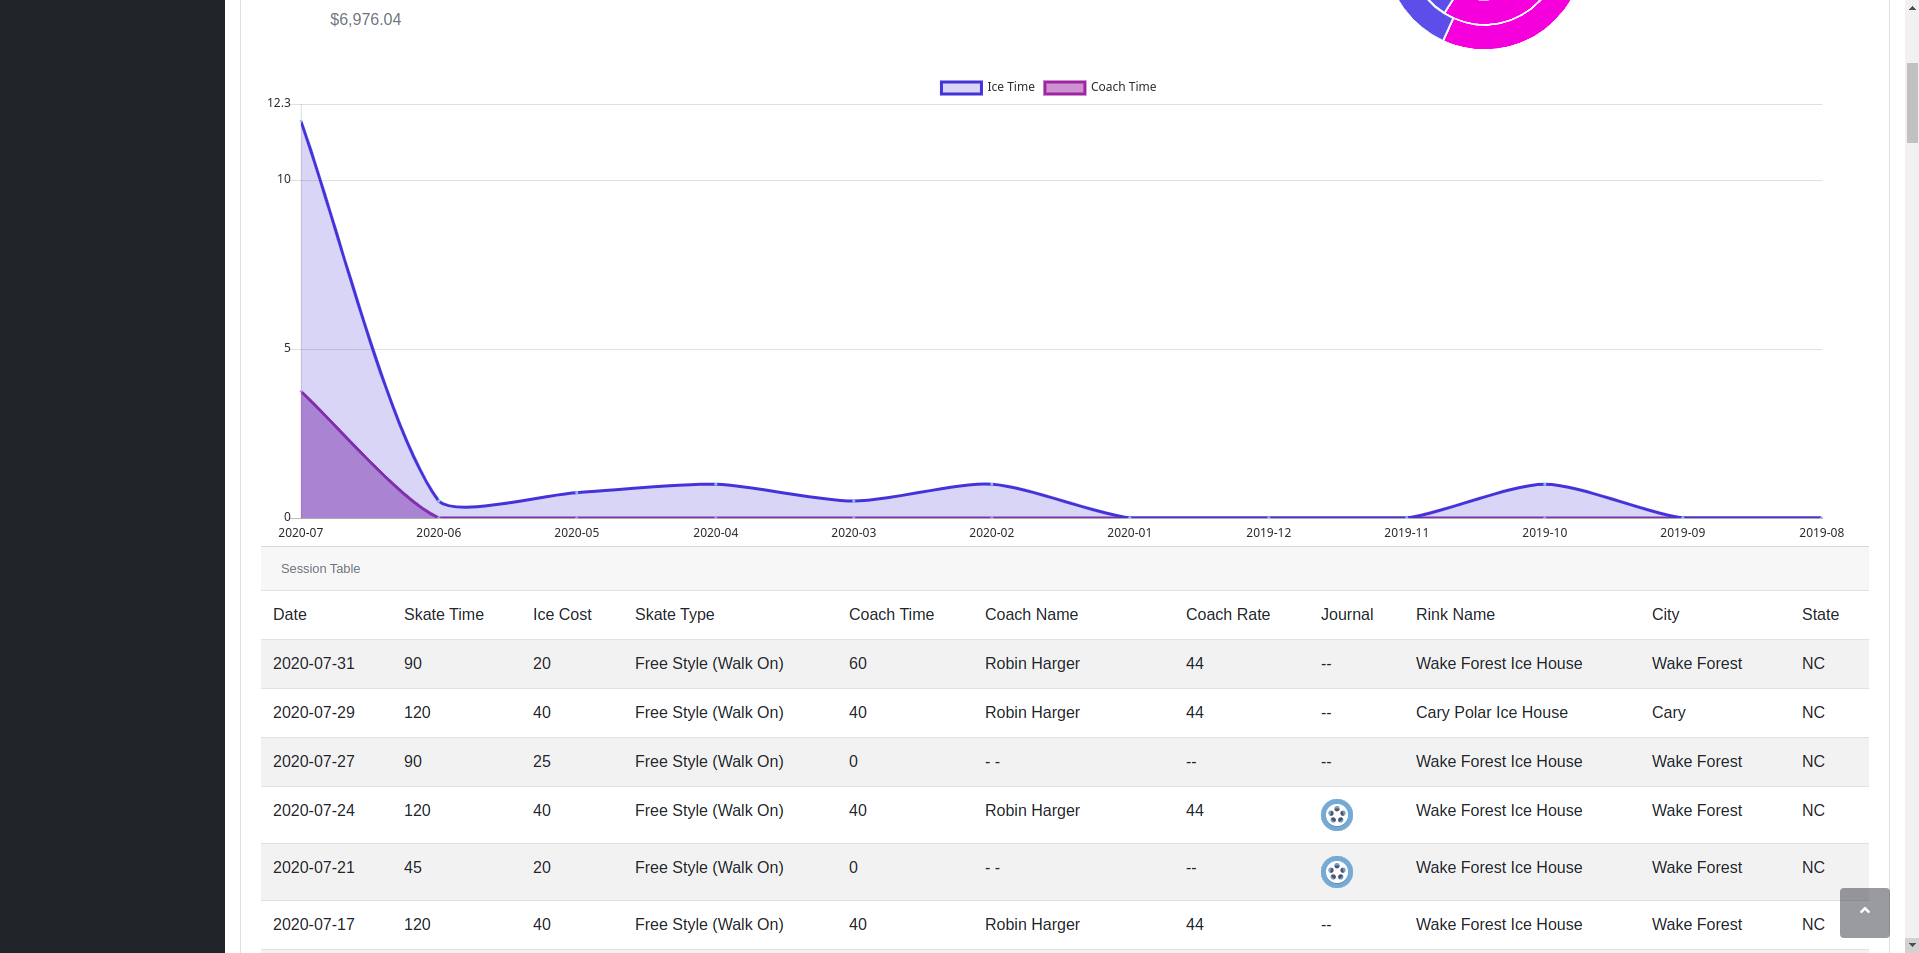 $6,976.04
Ice Time Coach Time
12.3
10
5
0
2020-07 2020-06 2020-05 2020-04 2020-03 2020-02 2020-01 2019-12 2019-11 2019-10 2019-09 2019-08
Session Table
Date Skate Time Ice Cost Skate Type Coach Time Coach Name Coach Rate Journal Rink Name City State
2020-07-31 90 20 Free Style (Walk On) 60 Robin Harger 44 -- Wake Forest Ice House Wake Forest NC
2020-07-29 120 40 Free Style (Walk On) 40 Robin Harger 44 -- Cary Polar Ice House Cary NC
2020-07-27 90 25 Free Style (Walk On) 0 - - -- -- Wake Forest Ice House Wake Forest NC
2020-07-24 120 40 Free Style (Walk On) 40 Robin Harger 44 Wake Forest Ice House Wake Forest NC
2020-07-21 45 20 Free Style (Walk On) 0 - - -- Wake Forest Ice House Wake Forest NC
2020-07-17 120 40 Free Style (Walk On) 40 Robin Harger 44 -- Wake Forest Ice House Wake Forest NC